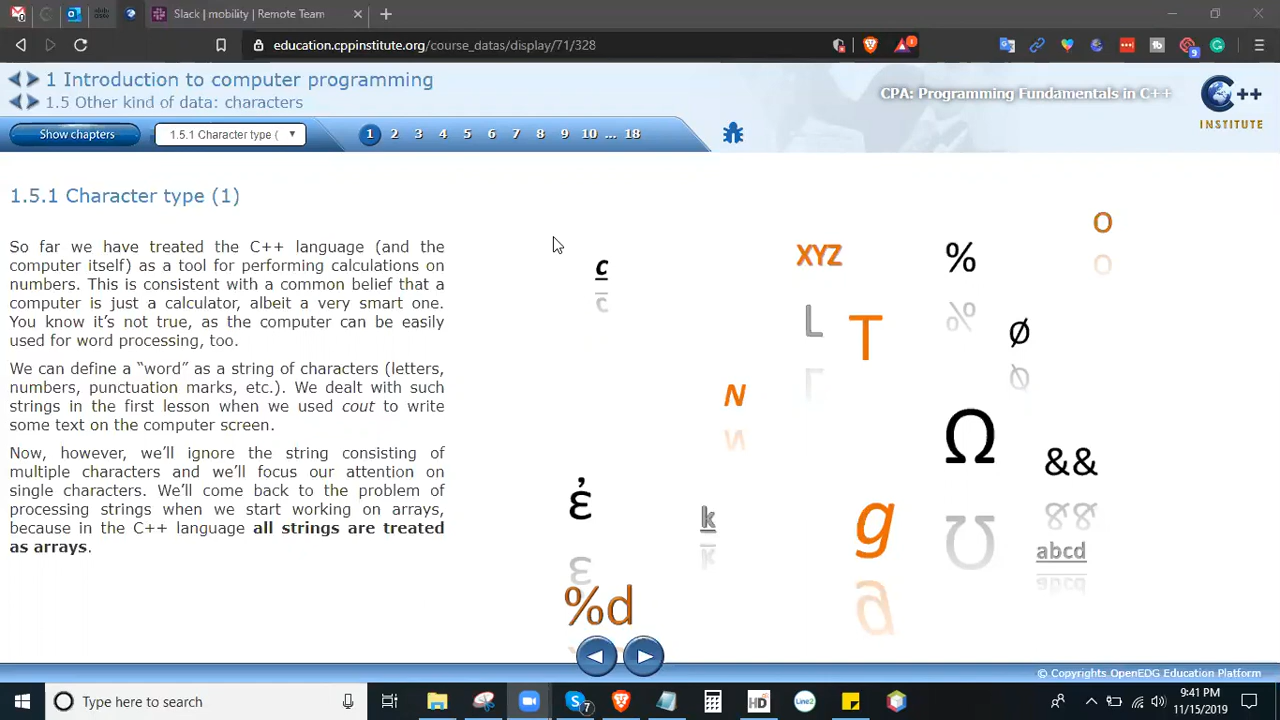 Slack | mobility | Remote Team
education.cppinstitute.org/course_datas/display/71/328
1 Introduction to computer programming
1.5 Other kind of data: characters
CPA: Programming Fundamentals in C++
C++
INSTITUTE
Show chapters
1.5.1 Character type (
1 2 3 4 5 6 7 8 9 10 ... 18
1.5.1 Character type (1)
So far we have treated the C++ language (and the
computer itself) as a tool for performing calculations on
numbers. This is consistent with a common belief that a
computer is just a calculator, albeit a very smart one.
You know it's not true, as the computer can be easily
used for word processing, too.
We can define a “word” as a string of characters (letters,
numbers, punctuation marks, etc.). We dealt with such
strings in the first lesson when we used cout to write
some text on the computer screen.
Now, however, we'll ignore the string consisting of
multiple characters and we'll focus our attention on
single characters. We'll come back to the problem of
processing strings when we start working on arrays,
because in the C++ language all strings are treated
as arrays.
c
XYZ
%
O
L
T
Ø
N
Ω
&&
ἐ
k
g
abcd
%d
© Copyrights OpenEDG Education Platform
Type here to search
7
HD
Line2
9:41 PM
11/15/2019